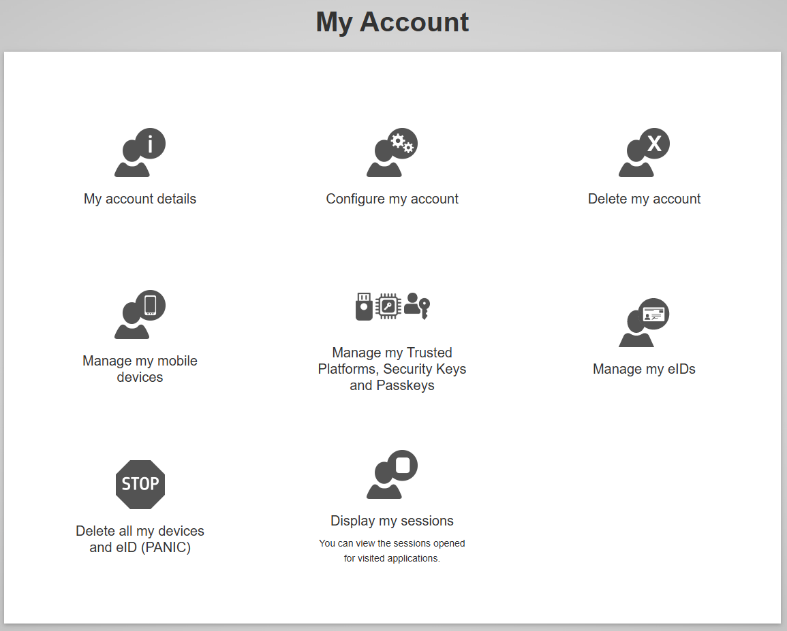 My Account
i
X
My account details
Configure my account
Delete my account
Manage my mobile
devices
Manage my Trusted
Platforms, Security Keys
and Passkeys
Manage my eIDs
STOP
Delete all my devices
and eID (PANIC)
Display my sessions
You can view the sessions opened
for visited applications.